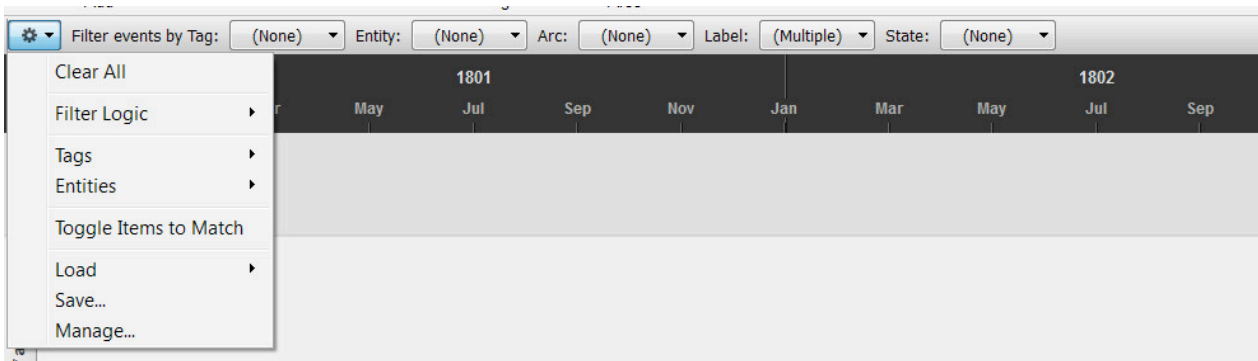 Filter events by Tag: (None) Entity: (None) Arc: (None) Label: (Multiple) State: (None)
Clear All
Filter Logic
Tags
Entities
Toggle Items to Match
Load
Save...
Manage...
1801 1802
May Jul Sep Nov Jan Mar May Jul Sep